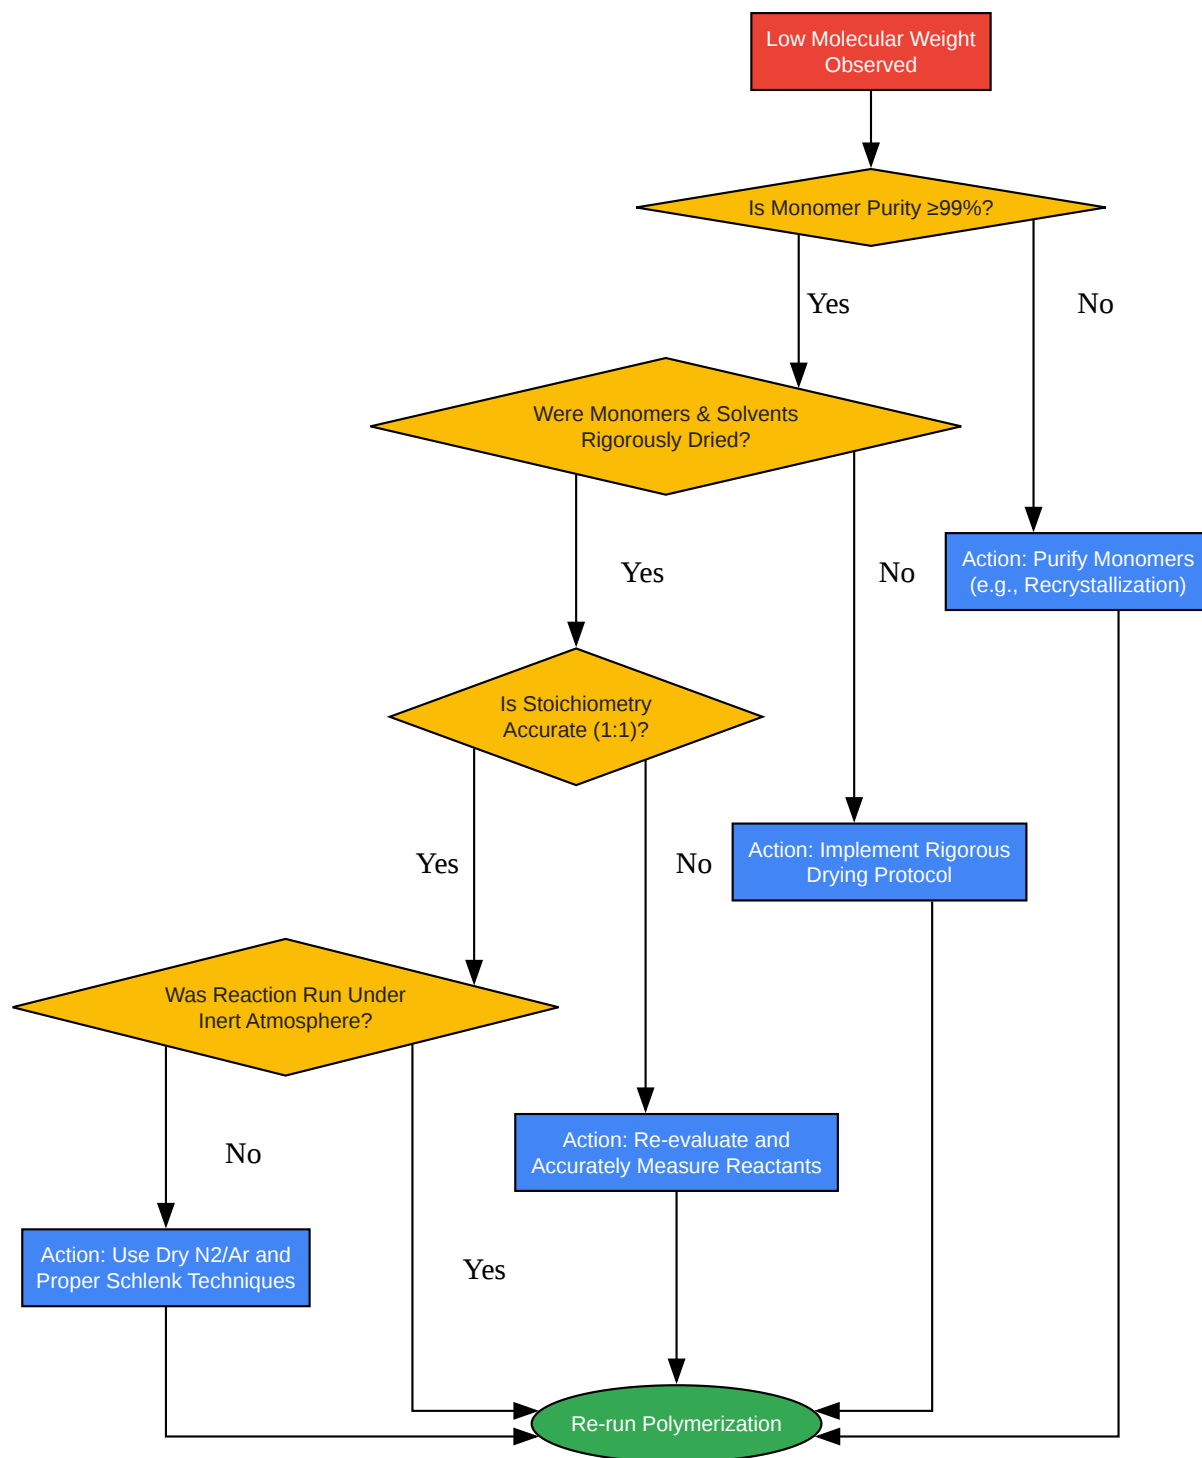 Low Molecular Weight
Observed
Is Monomer Purity ≥99%?
Yes
No
Were Monomers & Solvents
Rigorously Dried?
Action: Purify Monomers
(e.g., Recrystallization)
Yes
No
Is Stoichiometry
Accurate (1:1)?
Action: Implement Rigorous
Drying Protocol
Yes
No
Was Reaction Run Under
Inert Atmosphere?
Action: Re-evaluate and
Accurately Measure Reactants
No
Yes
Action: Use Dry N2/Ar and
Proper Schlenk Techniques
Re-run Polymerization